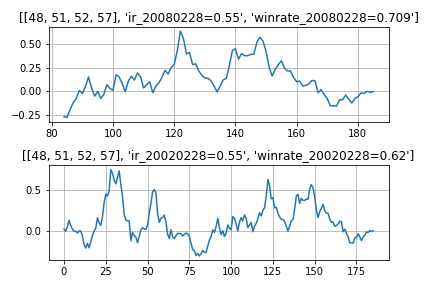 [[48, 51, 52, 57], 'ir_20080228=0.55', 'winrate_20080228=0.709']
0.50
0.25
0.00
−0.25
80 100 120 140 160 180
[[48, 51, 52, 57], 'ir_20020228=0.55', 'winrate_20020228=0.62']
0.5
0.0
0 25 50 75 100 125 150 175